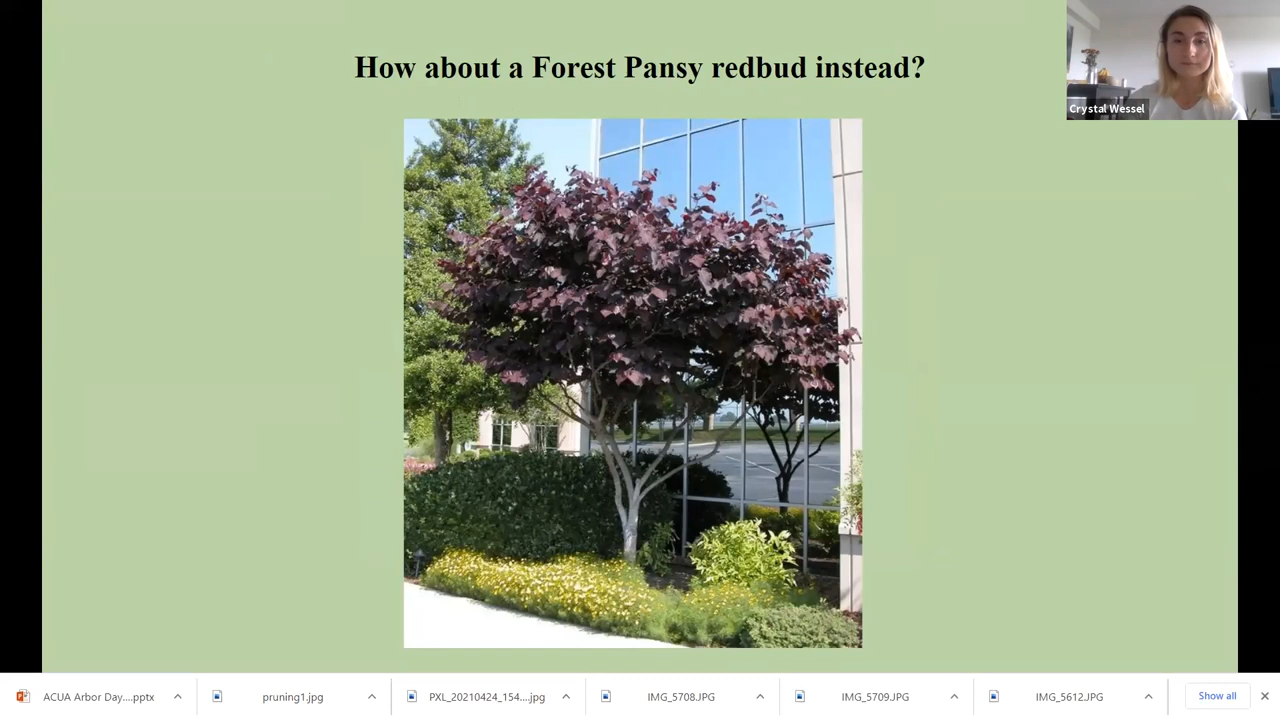 How about a Forest Pansy redbud instead?
Crystal Wessel
ACUA Arbor Day....pptx
pruning1.jpg
PXL_20210424_154....jpg
IMG_5708.JPG
IMG_5709.JPG
IMG_5612.JPG
Show all